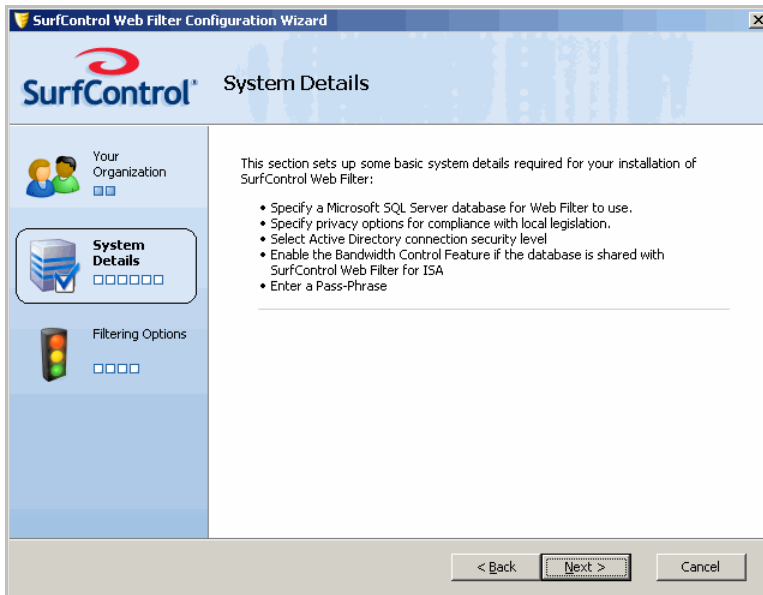 SurfControl Web Filter Configuration Wizard
SurfControl
System Details
Your
Organization
System
Details
Filtering Options
This section sets up some basic system details required for your installation of
SurfControl Web Filter:
• Specify a Microsoft SQL Server database for Web Filter to use.
• Specify privacy options for compliance with local legislation.
• Select Active Directory connection security level
• Enable the Bandwidth Control Feature if the database is shared with
SurfControl Web Filter for ISA
• Enter a Pass-Phrase
< Back
Next >
Cancel